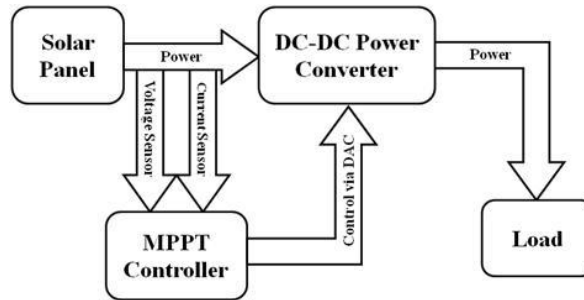 Solar
Panel
Power
DC-DC Power
Converter
Power
Voltage Sensor
Current Sensor
Control via DAC
MPPT
Controller
Load